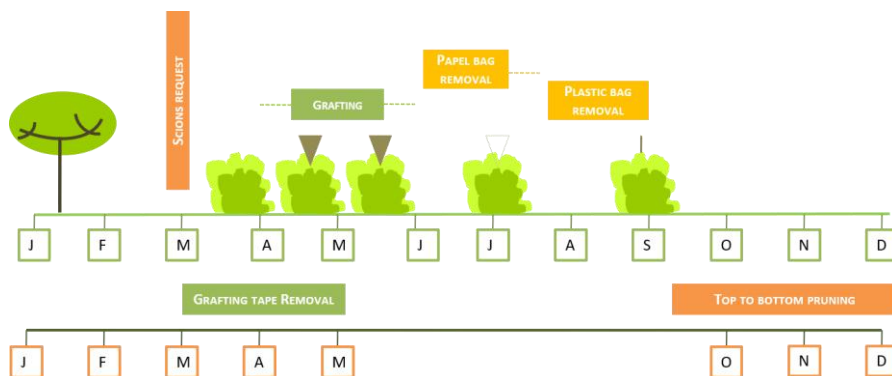 SCIONS REQUEST
GRAFTING
PAPEL BAG
REMOVAL
PLASTIC BAG
REMOVAL
J F M A M J J A S O N D
GRAFTING TAPE REMOVAL
TOP TO BOTTOM PRUNING
J F M A M O N D